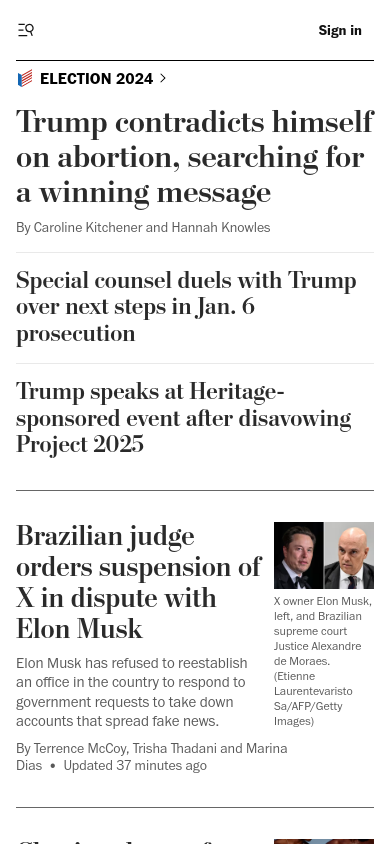 Sign in
ELECTION 2024
Trump contradicts himself
on abortion, searching for
a winning message
By Caroline Kitchener and Hannah Knowles
Special counsel duels with Trump
over next steps in Jan. 6
prosecution
Trump speaks at Heritage-
sponsored event after disavowing
Project 2025
Brazilian judge
orders suspension of
X in dispute with
Elon Musk
Elon Musk has refused to reestablish
an office in the country to respond to
government requests to take down
accounts that spread fake news.
By Terrence McCoy, Trisha Thadani and Marina
Dias • Updated 37 minutes ago
X owner Elon Musk,
left, and Brazilian
supreme court
Justice Alexandre
de Moraes.
(Etienne
Laurentevaristo
Sa/AFP/Getty
Images)